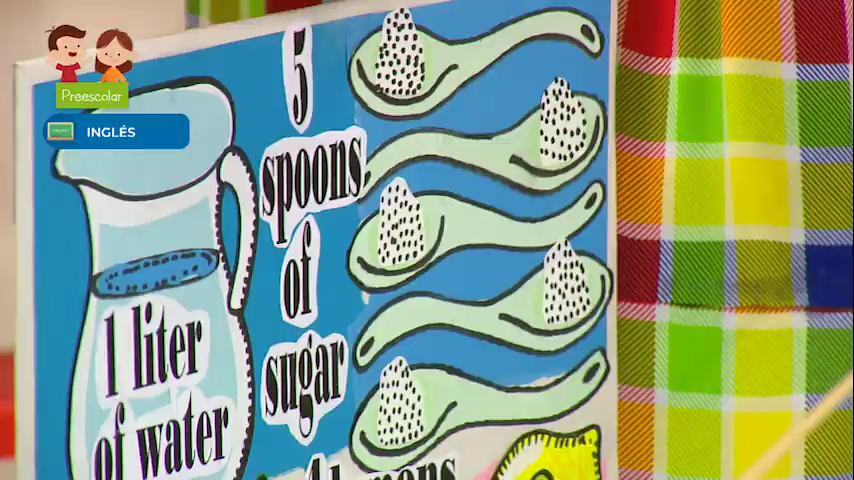 Preescolar
INGLÉS
5
spoons
of
sugar
1 liter
of water